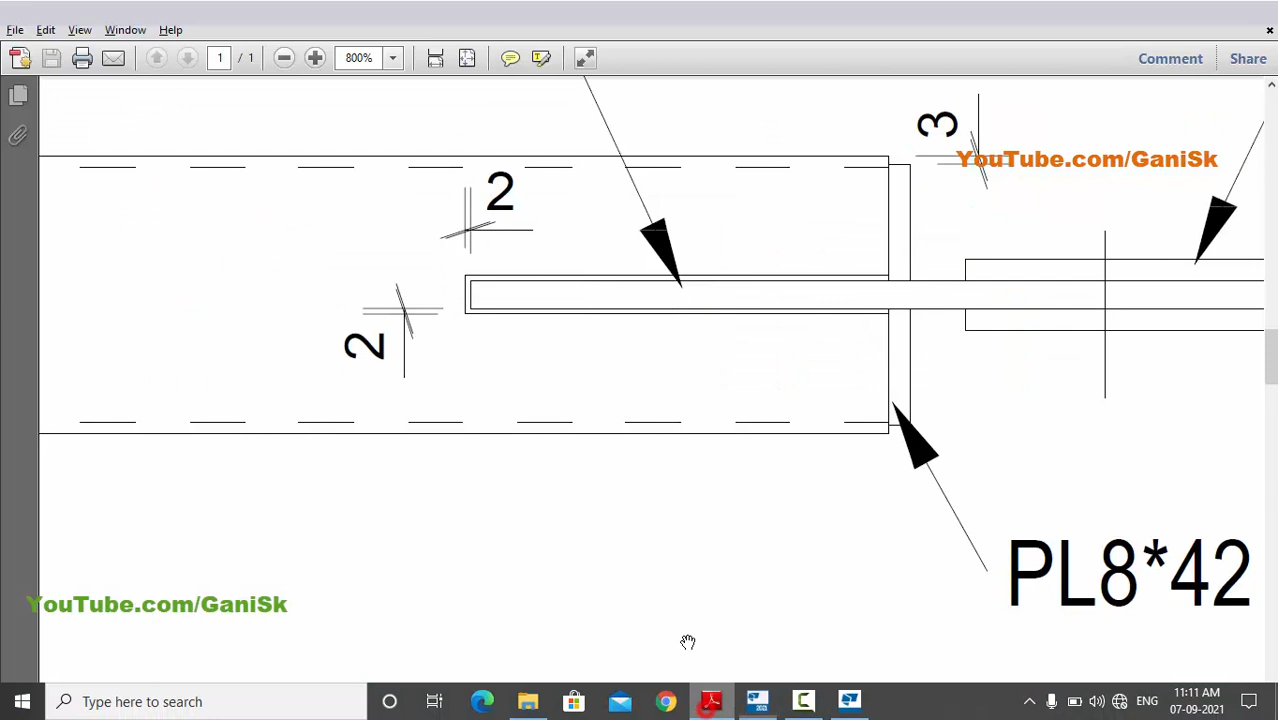 File Edit View Window Help
1 / 1 800% Comment Share
3
YouTube.com/GaniSk
2
2
PL8*42
YouTube.com/GaniSk
Type here to search
ENG
11:11 AM
07-09-2021